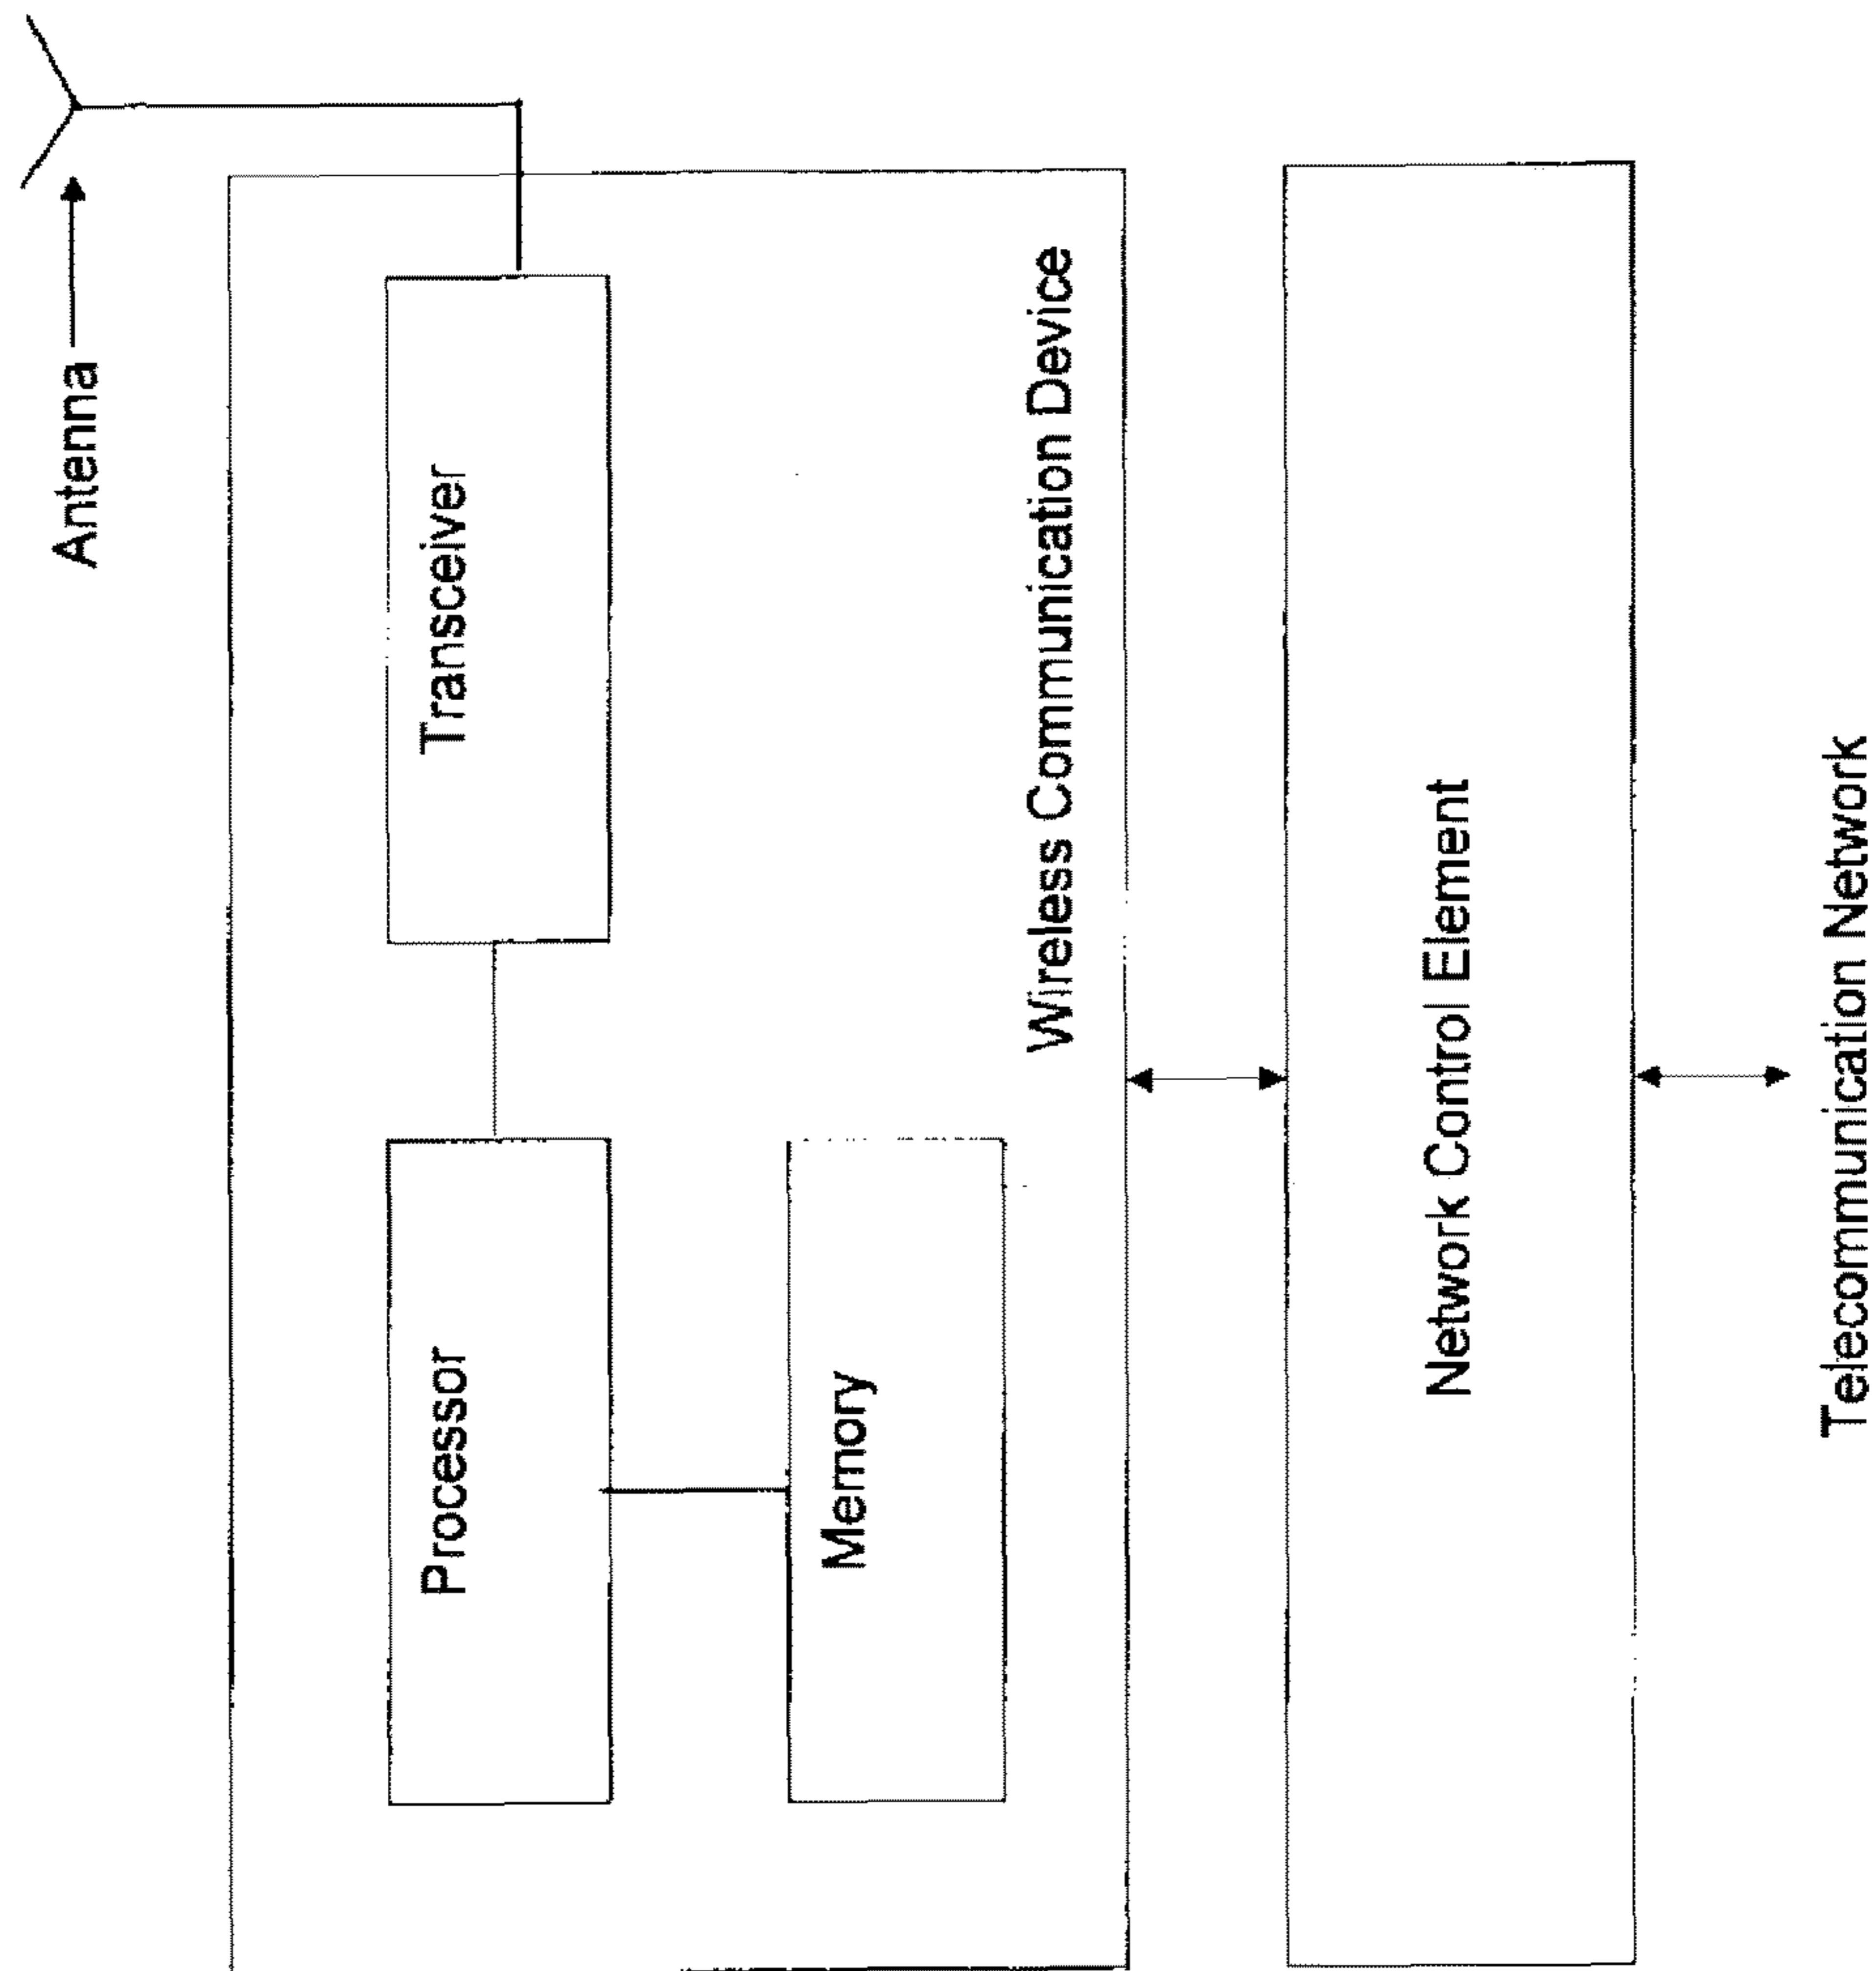 Antenna
Processor
Transceiver
Memory
Wireless Communication Device
Network Control Element
Telecommunication Network